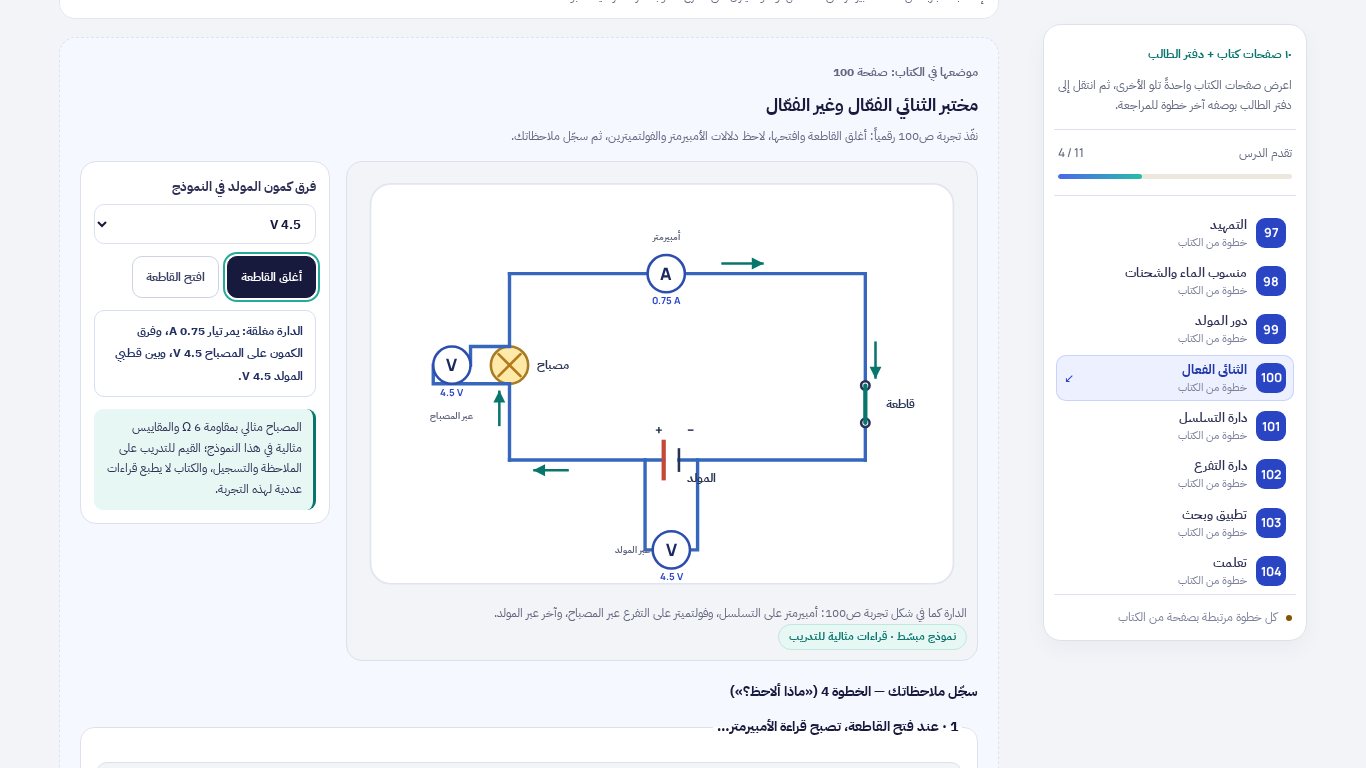 ١٠ صفحات كتاب + دفتر الطالب
اعرض صفحات الكتاب واحدةً تلو الأخرى، ثم انتقل إلى
دفتر الطالب بوصفه آخر خطوة للمراجعة.
تقدم الدرس
4 / 11
97
التمهيد
خطوة من الكتاب
98
منسوب الماء والشحنات
خطوة من الكتاب
99
دور المولد
خطوة من الكتاب
100
الثنائي الفعال
خطوة من الكتاب
↙
101
دارة التسلسل
خطوة من الكتاب
102
دارة التفرع
خطوة من الكتاب
103
تطبيق وبحث
خطوة من الكتاب
104
تعلمت
خطوة من الكتاب
كل خطوة مرتبطة بصفحة من الكتاب
موضعها في الكتاب: صفحة 100
مختبر الثنائي الفعّال وغير الفعّال
نفّذ تجربة ص100 رقمياً: أغلق القاطعة وافتحها، لاحظ دلالات الأمبيرمتر والفولتميترين، ثم سجّل ملاحظاتك.
أمبيرمتر
A
0.75 A
مصباح
V
4.5 V
عبر المصباح
قاطعة
+ −
المولد
عبر المولد
V
4.5 V
الدارة كما في شكل تجربة ص100: أمبيرمتر على التسلسل، وفولتميتر على التفرع عبر المصباح، وآخر عبر المولد.
نموذج مبسّط · قراءات مثالية للتدريب
فرق كمون المولد في النموذج
4.5 V
أغلق القاطعة
افتح القاطعة
الدارة مغلقة: يمر تيار 0.75 A، وفرق
الكمون على المصباح 4.5 V، وبين قطبي
المولد 4.5 V.
المصباح مثالي بمقاومة 6 Ω والمقاييس
مثالية في هذا النموذج؛ القيم للتدريب على
الملاحظة والتسجيل، والكتاب لا يطبع قراءات
عددية لهذه التجربة.
سجّل ملاحظاتك — الخطوة 4 («ماذا ألاحظ؟»)
1 · عند فتح القاطعة، تصبح قراءة الأمبيرمتر...